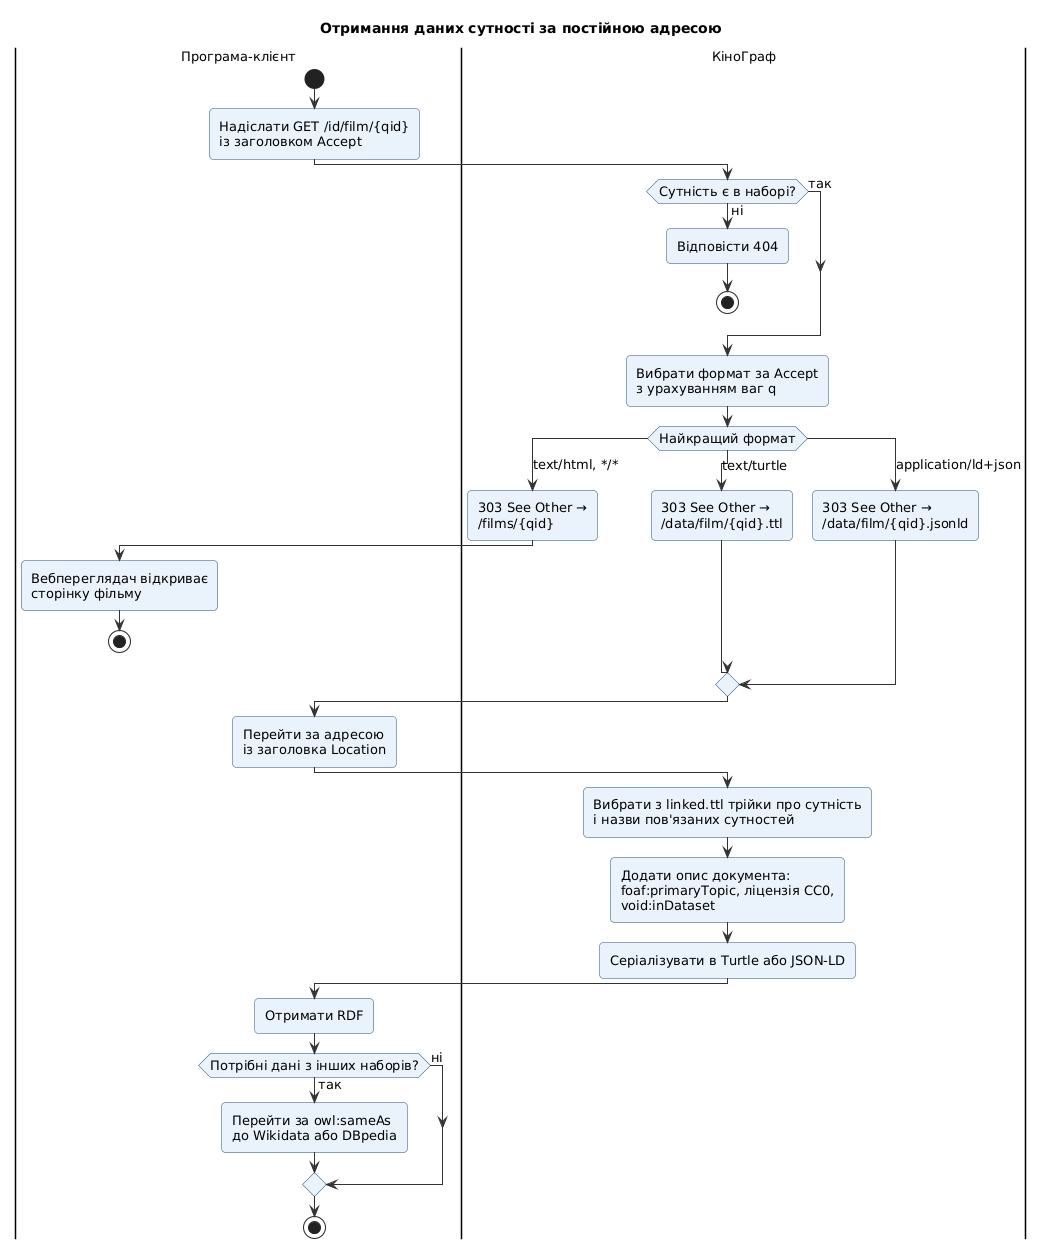 Отримання даних сутності за постійною адресою
Програма-клієнт
КіноГраф
Надіслати GET /id/film/{qid}
із заголовком Accept
Сутність є в наборі?
так
ні
Відповісти 404
Вибрати формат за Accept
з урахуванням ваг q
Найкращий формат
text/html, */*
text/turtle
application/ld+json
303 See Other →
/films/{qid}
303 See Other →
/data/film/{qid}.ttl
303 See Other →
/data/film/{qid}.jsonld
Вебпереглядач відкриває
сторінку фільму
Перейти за адресою
із заголовка Location
Вибрати з linked.ttl трійки про сутність
і назви пов'язаних сутностей
Додати опис документа:
foaf:primaryTopic, ліцензія CC0,
void:inDataset
Серіалізувати в Turtle або JSON-LD
Отримати RDF
Потрібні дані з інших наборів?
ні
так
Перейти за owl:sameAs
до Wikidata або DBpedia